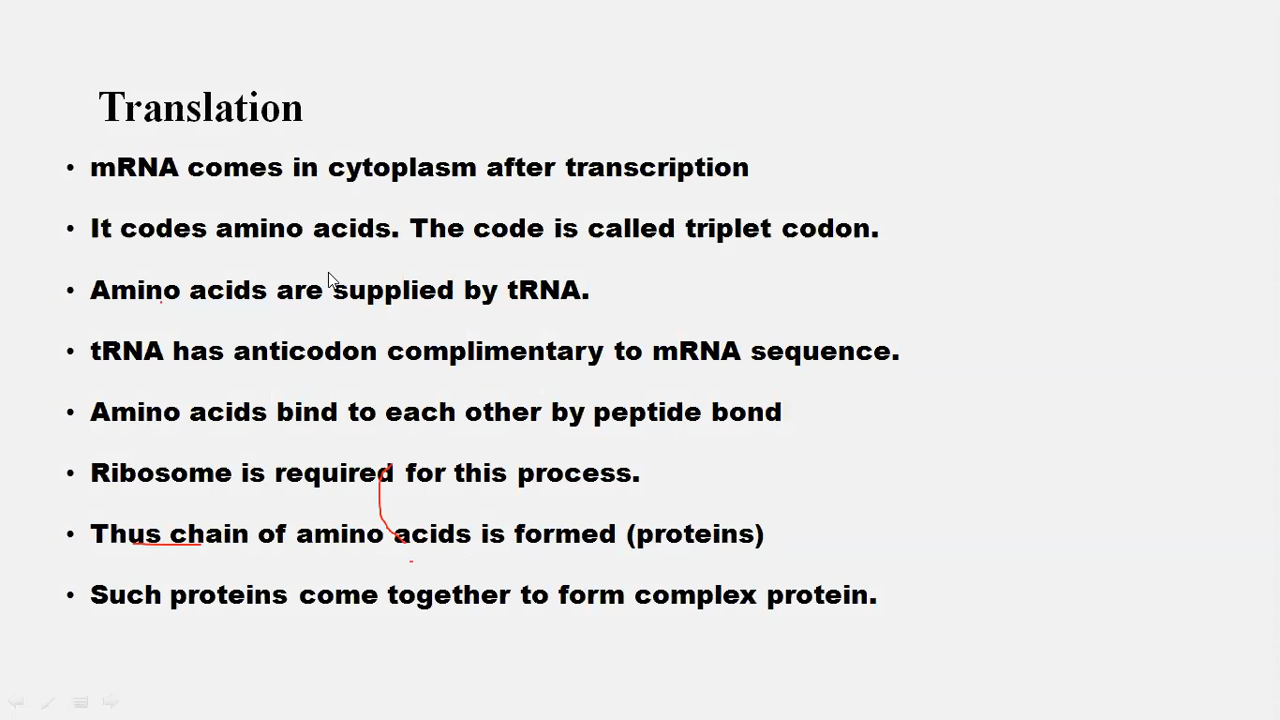 Translation
• mRNA comes in cytoplasm after transcription
• It codes amino acids. The code is called triplet codon.
• Amino acids are supplied by tRNA.
• tRNA has anticodon complimentary to mRNA sequence.
• Amino acids bind to each other by peptide bond
• Ribosome is required for this process.
• Thus chain of amino acids is formed (proteins)
• Such proteins come together to form complex protein.